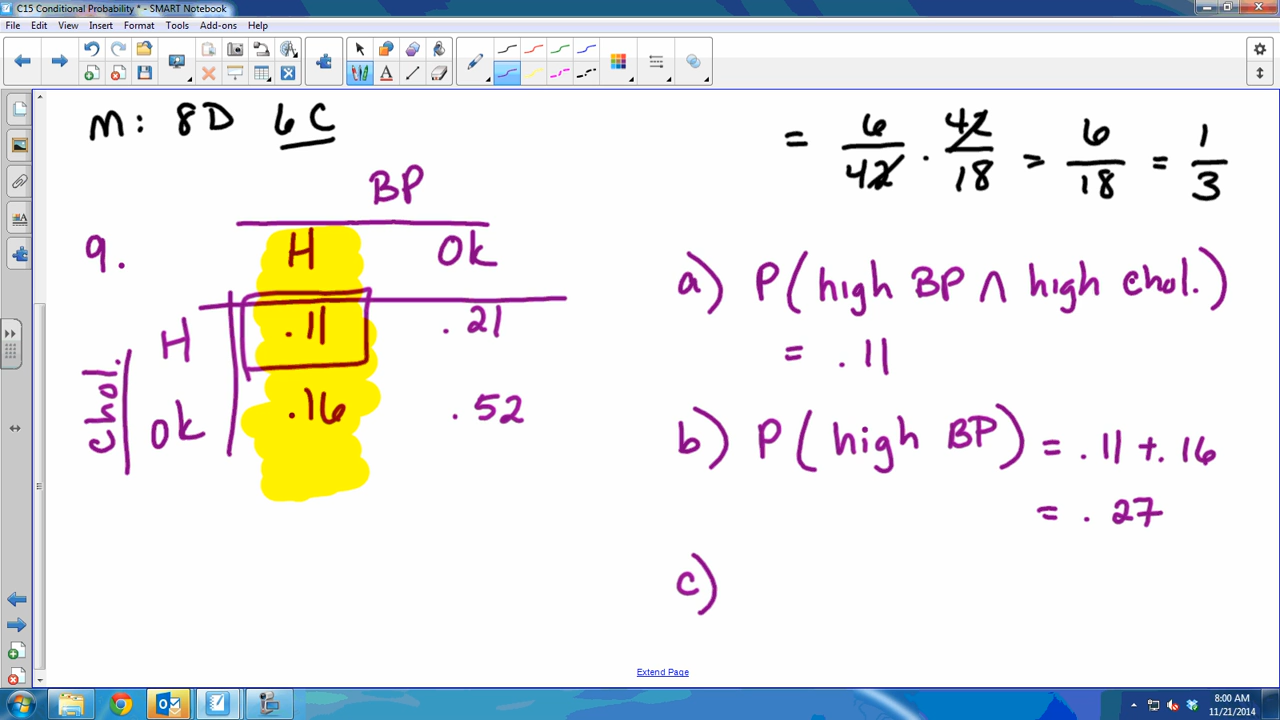 C15 Conditional Probability * - SMART Notebook
File Edit View Insert Format Tools Add-ons Help
m: 8D 6C
= 6/42 · 42/18 = 6/18 = 1/3
BP
9. H Ok
chol. H .11 .21
Ok .16 .52
a) P(high BP ∩ high chol.)
= .11
b) P(high BP) = .11 + .16
= .27
c)
Extend Page
8:00 AM
11/21/2014